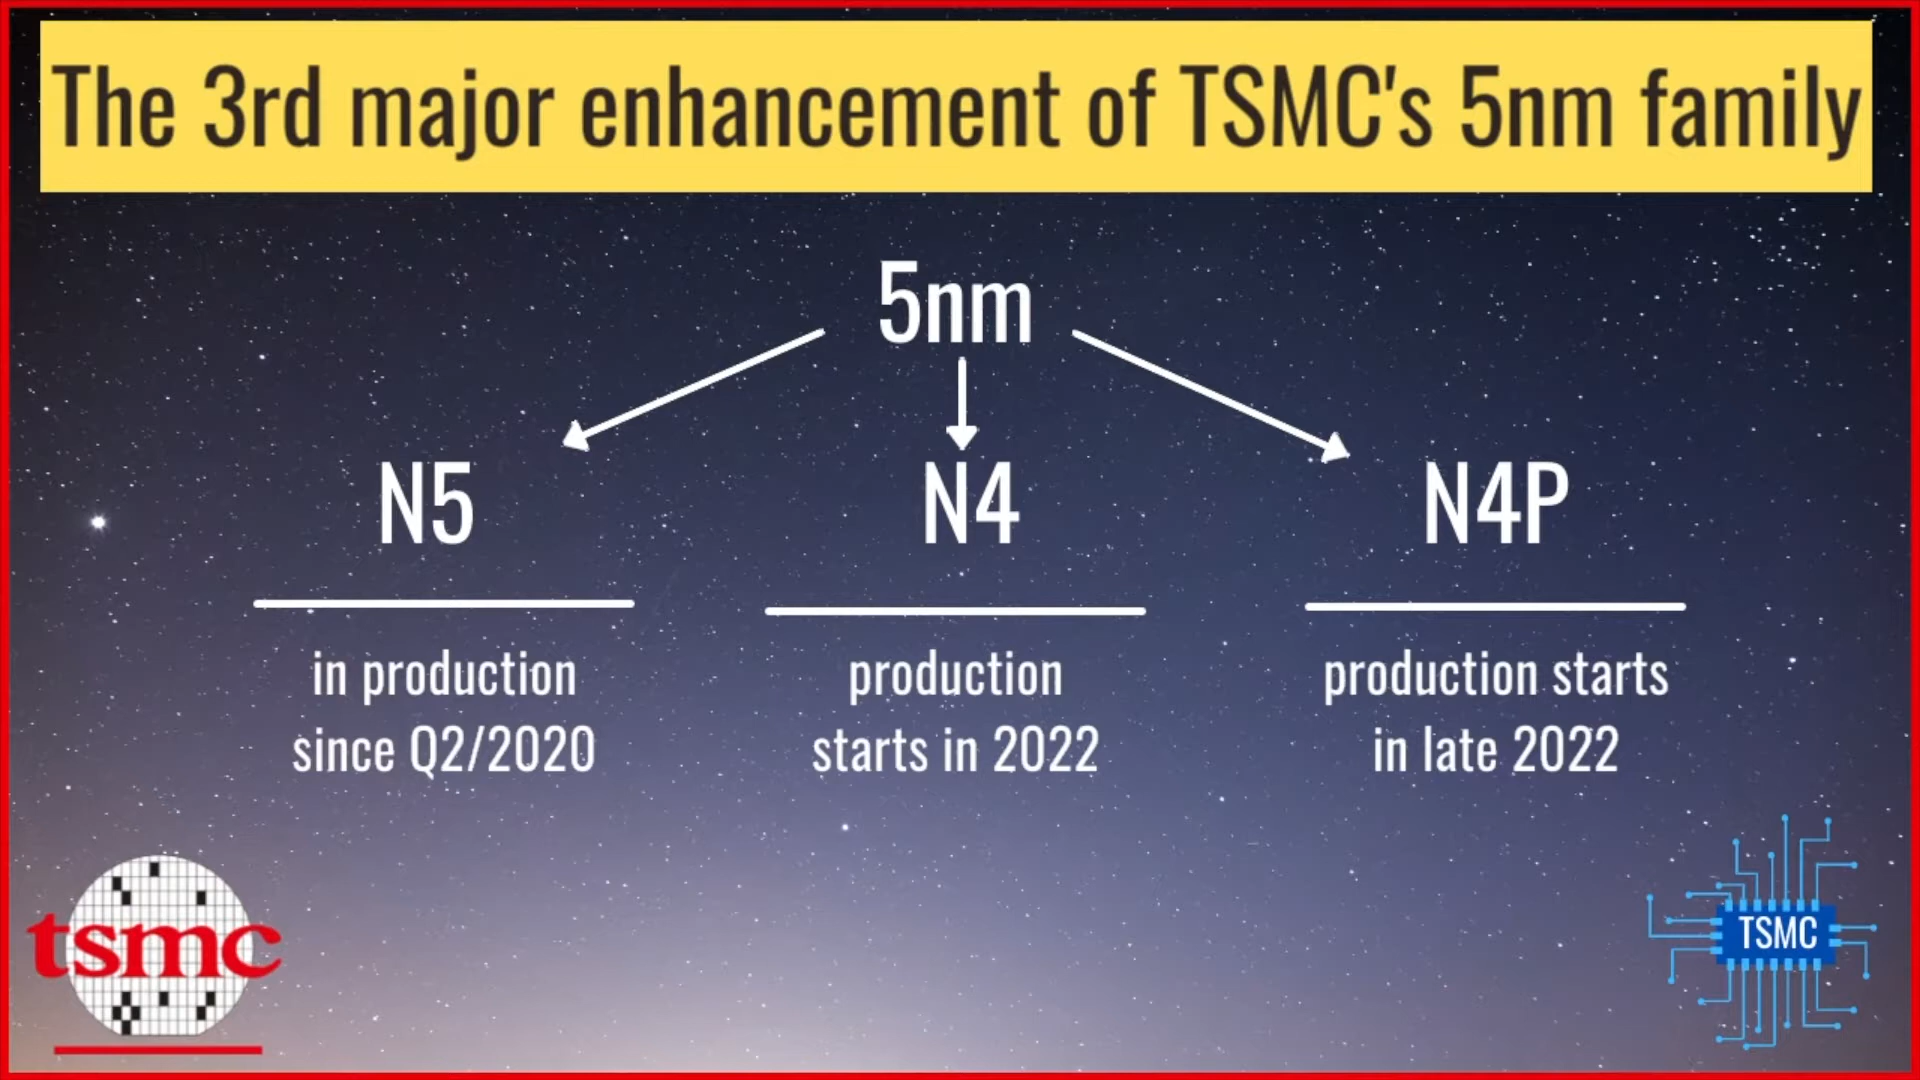 The 3rd major enhancement of TSMC's 5nm family
5nm
N5
N4
N4P
in production
since Q2/2020
production
starts in 2022
production starts
in late 2022
tsmc
TSMC